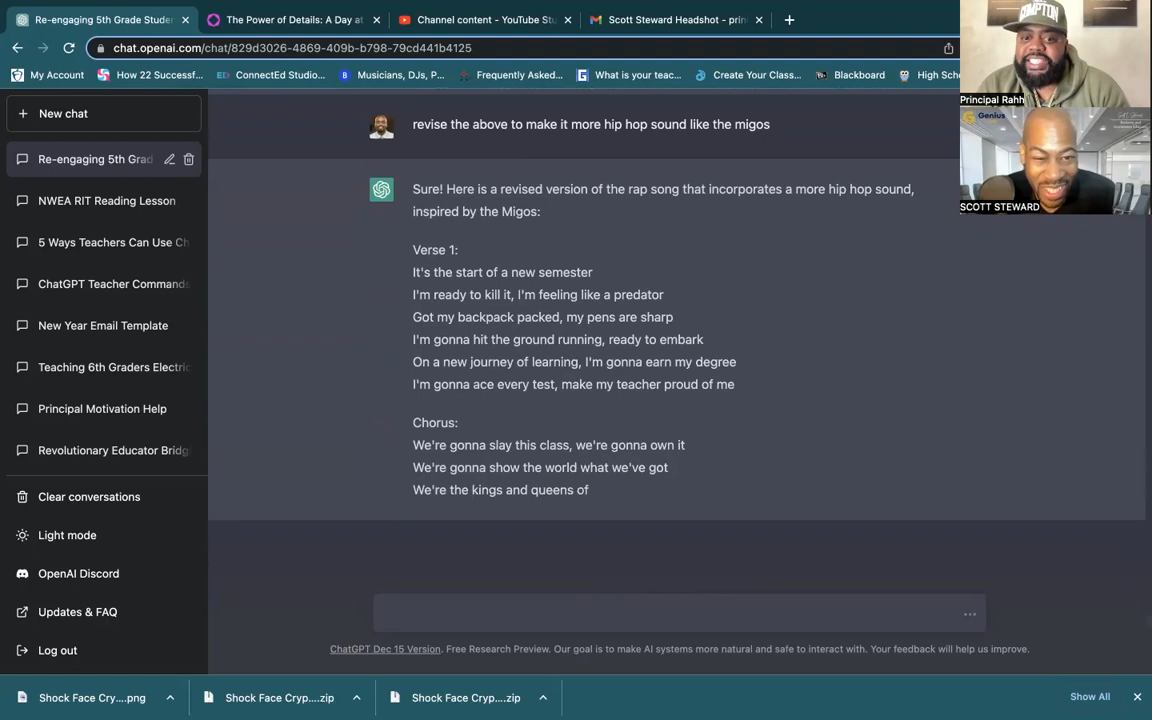 Re-engaging 5th Grade Studen
The Power of Details: A Day at
Channel content - YouTube Stu
Scott Steward Headshot - prin
chat.openai.com/chat/829d3026-4869-409b-b798-79cd441b4125
My Account
How 22 Successf...
ConnectEd Studio...
Musicians, DJs, P...
Frequently Asked...
What is your teac...
Create Your Class...
Blackboard
High Scho
New chat
Re-engaging 5th Grad
NWEA RIT Reading Lesson
5 Ways Teachers Can Use Ch
ChatGPT Teacher Commands
New Year Email Template
Teaching 6th Graders Electric
Principal Motivation Help
Revolutionary Educator Bridg
Clear conversations
Light mode
OpenAI Discord
Updates & FAQ
Log out
revise the above to make it more hip hop sound like the migos
Sure! Here is a revised version of the rap song that incorporates a more hip hop sound,
inspired by the Migos:
Verse 1:
It's the start of a new semester
I'm ready to kill it, I'm feeling like a predator
Got my backpack packed, my pens are sharp
I'm gonna hit the ground running, ready to embark
On a new journey of learning, I'm gonna earn my degree
I'm gonna ace every test, make my teacher proud of me
Chorus:
We're gonna slay this class, we're gonna own it
We're gonna show the world what we've got
We're the kings and queens of
ChatGPT Dec 15 Version. Free Research Preview. Our goal is to make AI systems more natural and safe to interact with. Your feedback will help us improve.
COMPTON
Principal Rahh
Genius
SCOTT STEWARD
Shock Face Cryp....png
Shock Face Cryp....zip
Shock Face Cryp....zip
Show All